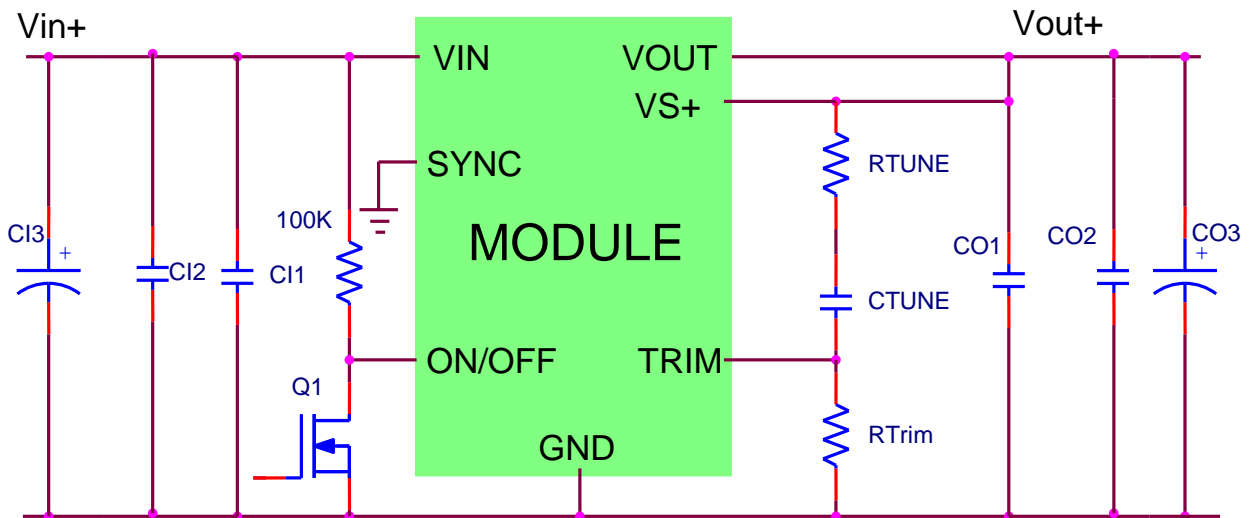 Vin+
Vout+
VIN
VOUT
VS+
SYNC
RTUNE
100K
MODULE
CI3
+
CI2
CI1
CO1
CO2
CO3
+
CTUNE
ON/OFF
TRIM
Q1
RTrim
GND